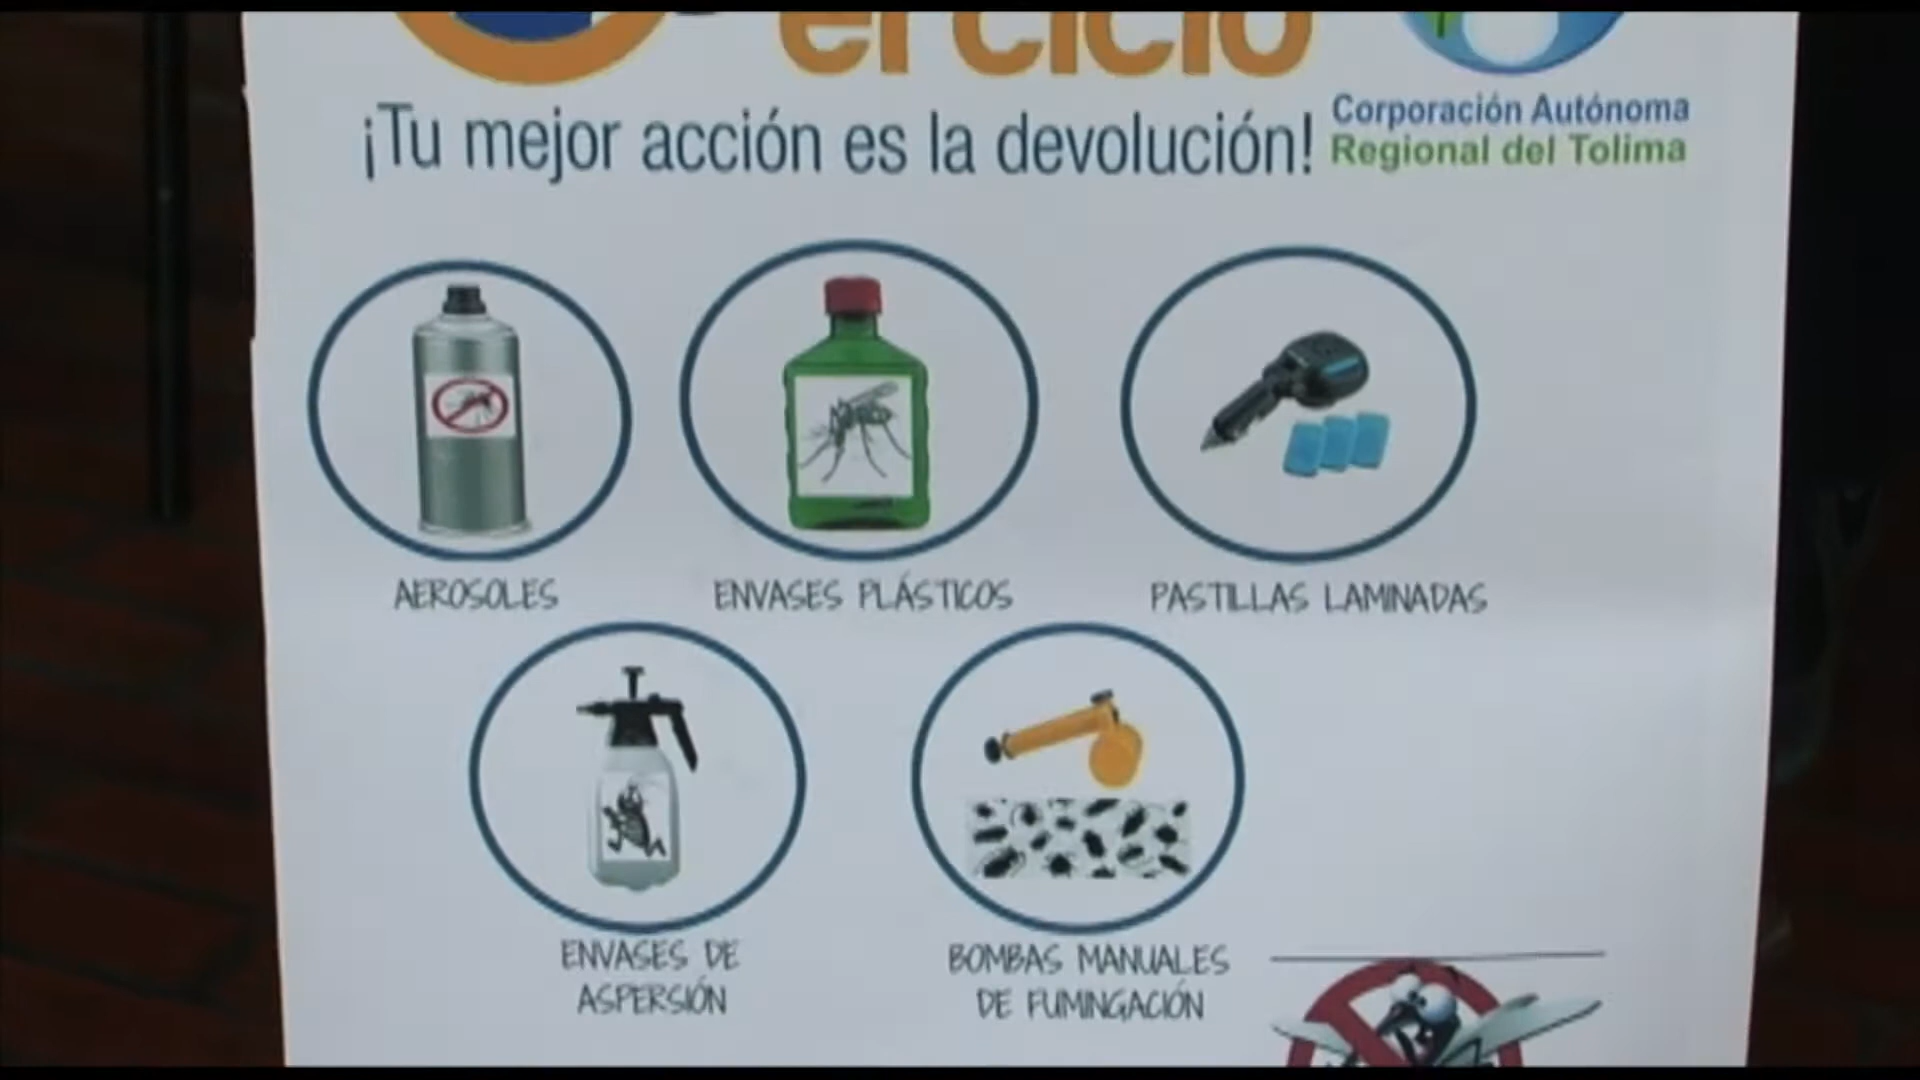 el ciclo
¡Tu mejor acción es la devolución!
Corporación Autónoma
Regional del Tolima
AEROSOLES
ENVASES PLÁSTICOS
PASTILLAS LAMINADAS
ENVASES DE
ASPERSIÓN
BOMBAS MANUALES
DE FUMINGACIÓN